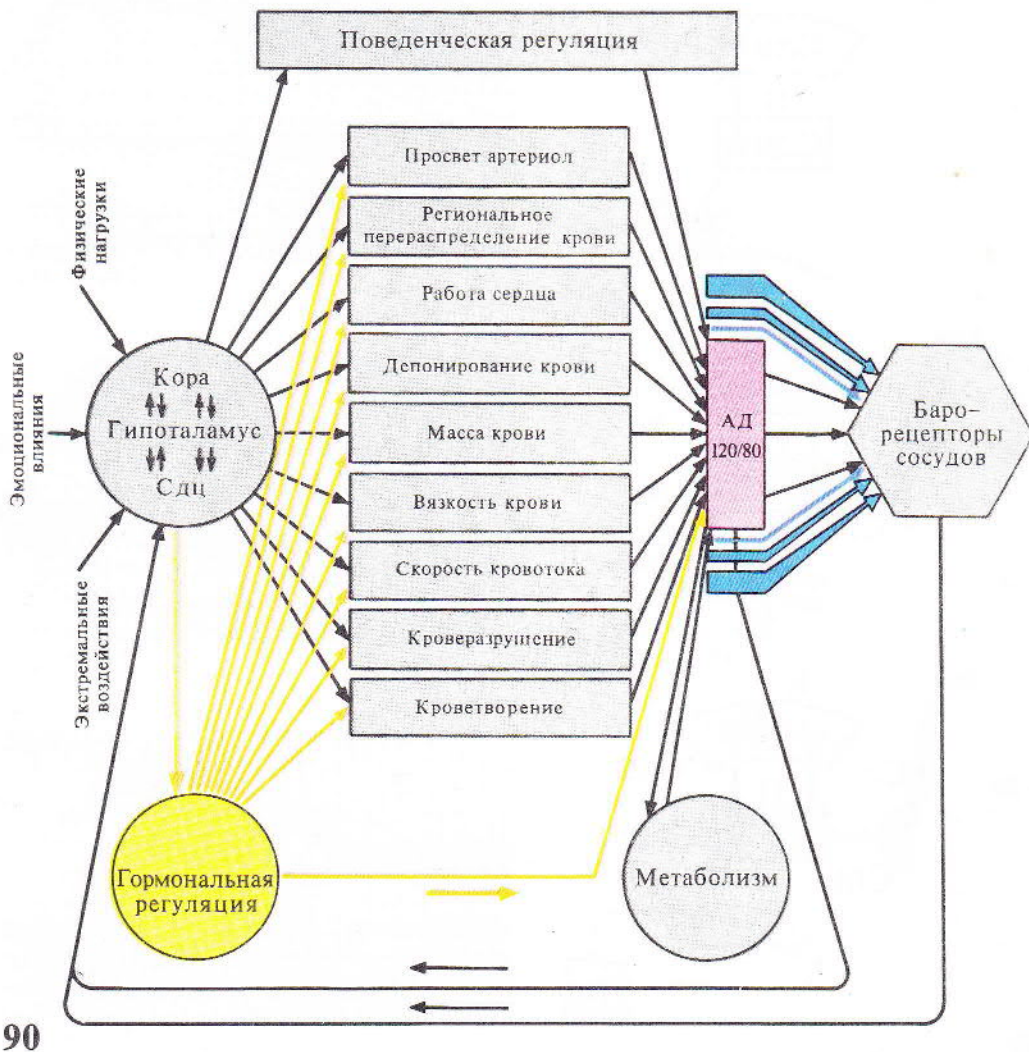 Поведенческая регуляция
Просвет артериол
Региональное
перераспределение крови
Работа сердца
Депонирование крови
Масса крови
Вязкость крови
Скорость кровотока
Кроверазрушение
Кроветворение
Физические
нагрузки
Эмоциональные
влияния
Экстремальные
воздействия
Кора
Гипоталамус
Сдц
АД
120/80
Баро-
рецепторы
сосудов
Гормональная
регуляция
Метаболизм
90